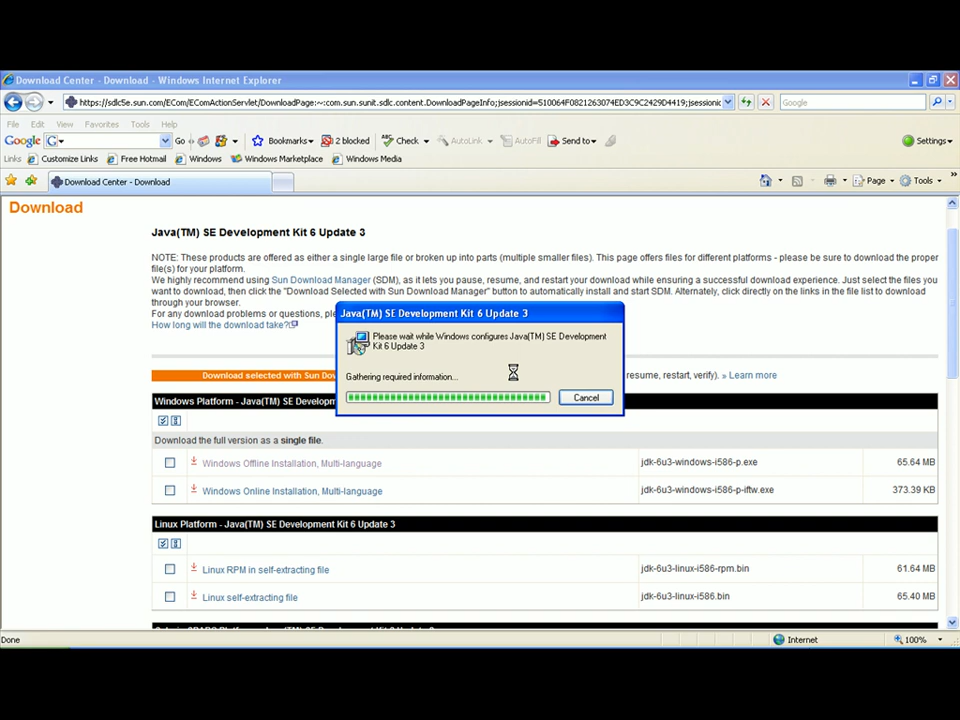 Download Center - Download - Windows Internet Explorer
https://sdlc5e.sun.com/ECom/EComActionServlet/DownloadPage:~:com.sun.sunit.sdlc.content.DownloadPageInfo;jsessionid=510064F0821263074ED3C9C2429D4419;jsessionid
Google
File Edit View Favorites Tools Help
Google Go Bookmarks 2 blocked Check AutoLink AutoFill Send to Settings
Links Customize Links Free Hotmail Windows Windows Marketplace Windows Media
Download Center - Download Page Tools
Download
Java(TM) SE Development Kit 6 Update 3
NOTE: These products are offered as either a single large file or broken up into parts (multiple smaller files). This page offers files for different platforms - please be sure to download the proper
file(s) for your platform.
We highly recommend using Sun Download Manager (SDM), as it lets you pause, resume, and restart your download while ensuring a successful download experience. Just select the files you
want to download, then click the "Download Selected with Sun Download Manager" button to automatically install and start SDM. Alternately, click directly on the links in the file list to download
through your browser.
For any download problems or questions, ple
How long will the download take?
Java(TM) SE Development Kit 6 Update 3
Please wait while Windows configures Java(TM) SE Development
Kit 6 Update 3
Gathering required information...
Cancel
Download selected with Sun Dow
resume, restart, verify). » Learn more
Windows Platform - Java(TM) SE Developm
Download the full version as a single file.
Windows Offline Installation, Multi-language jdk-6u3-windows-i586-p.exe 65.64 MB
Windows Online Installation, Multi-language jdk-6u3-windows-i586-p-iftw.exe 373.39 KB
Linux Platform - Java(TM) SE Development Kit 6 Update 3
Linux RPM in self-extracting file jdk-6u3-linux-i586-rpm.bin 61.64 MB
Linux self-extracting file jdk-6u3-linux-i586.bin 65.40 MB
Done Internet 100%